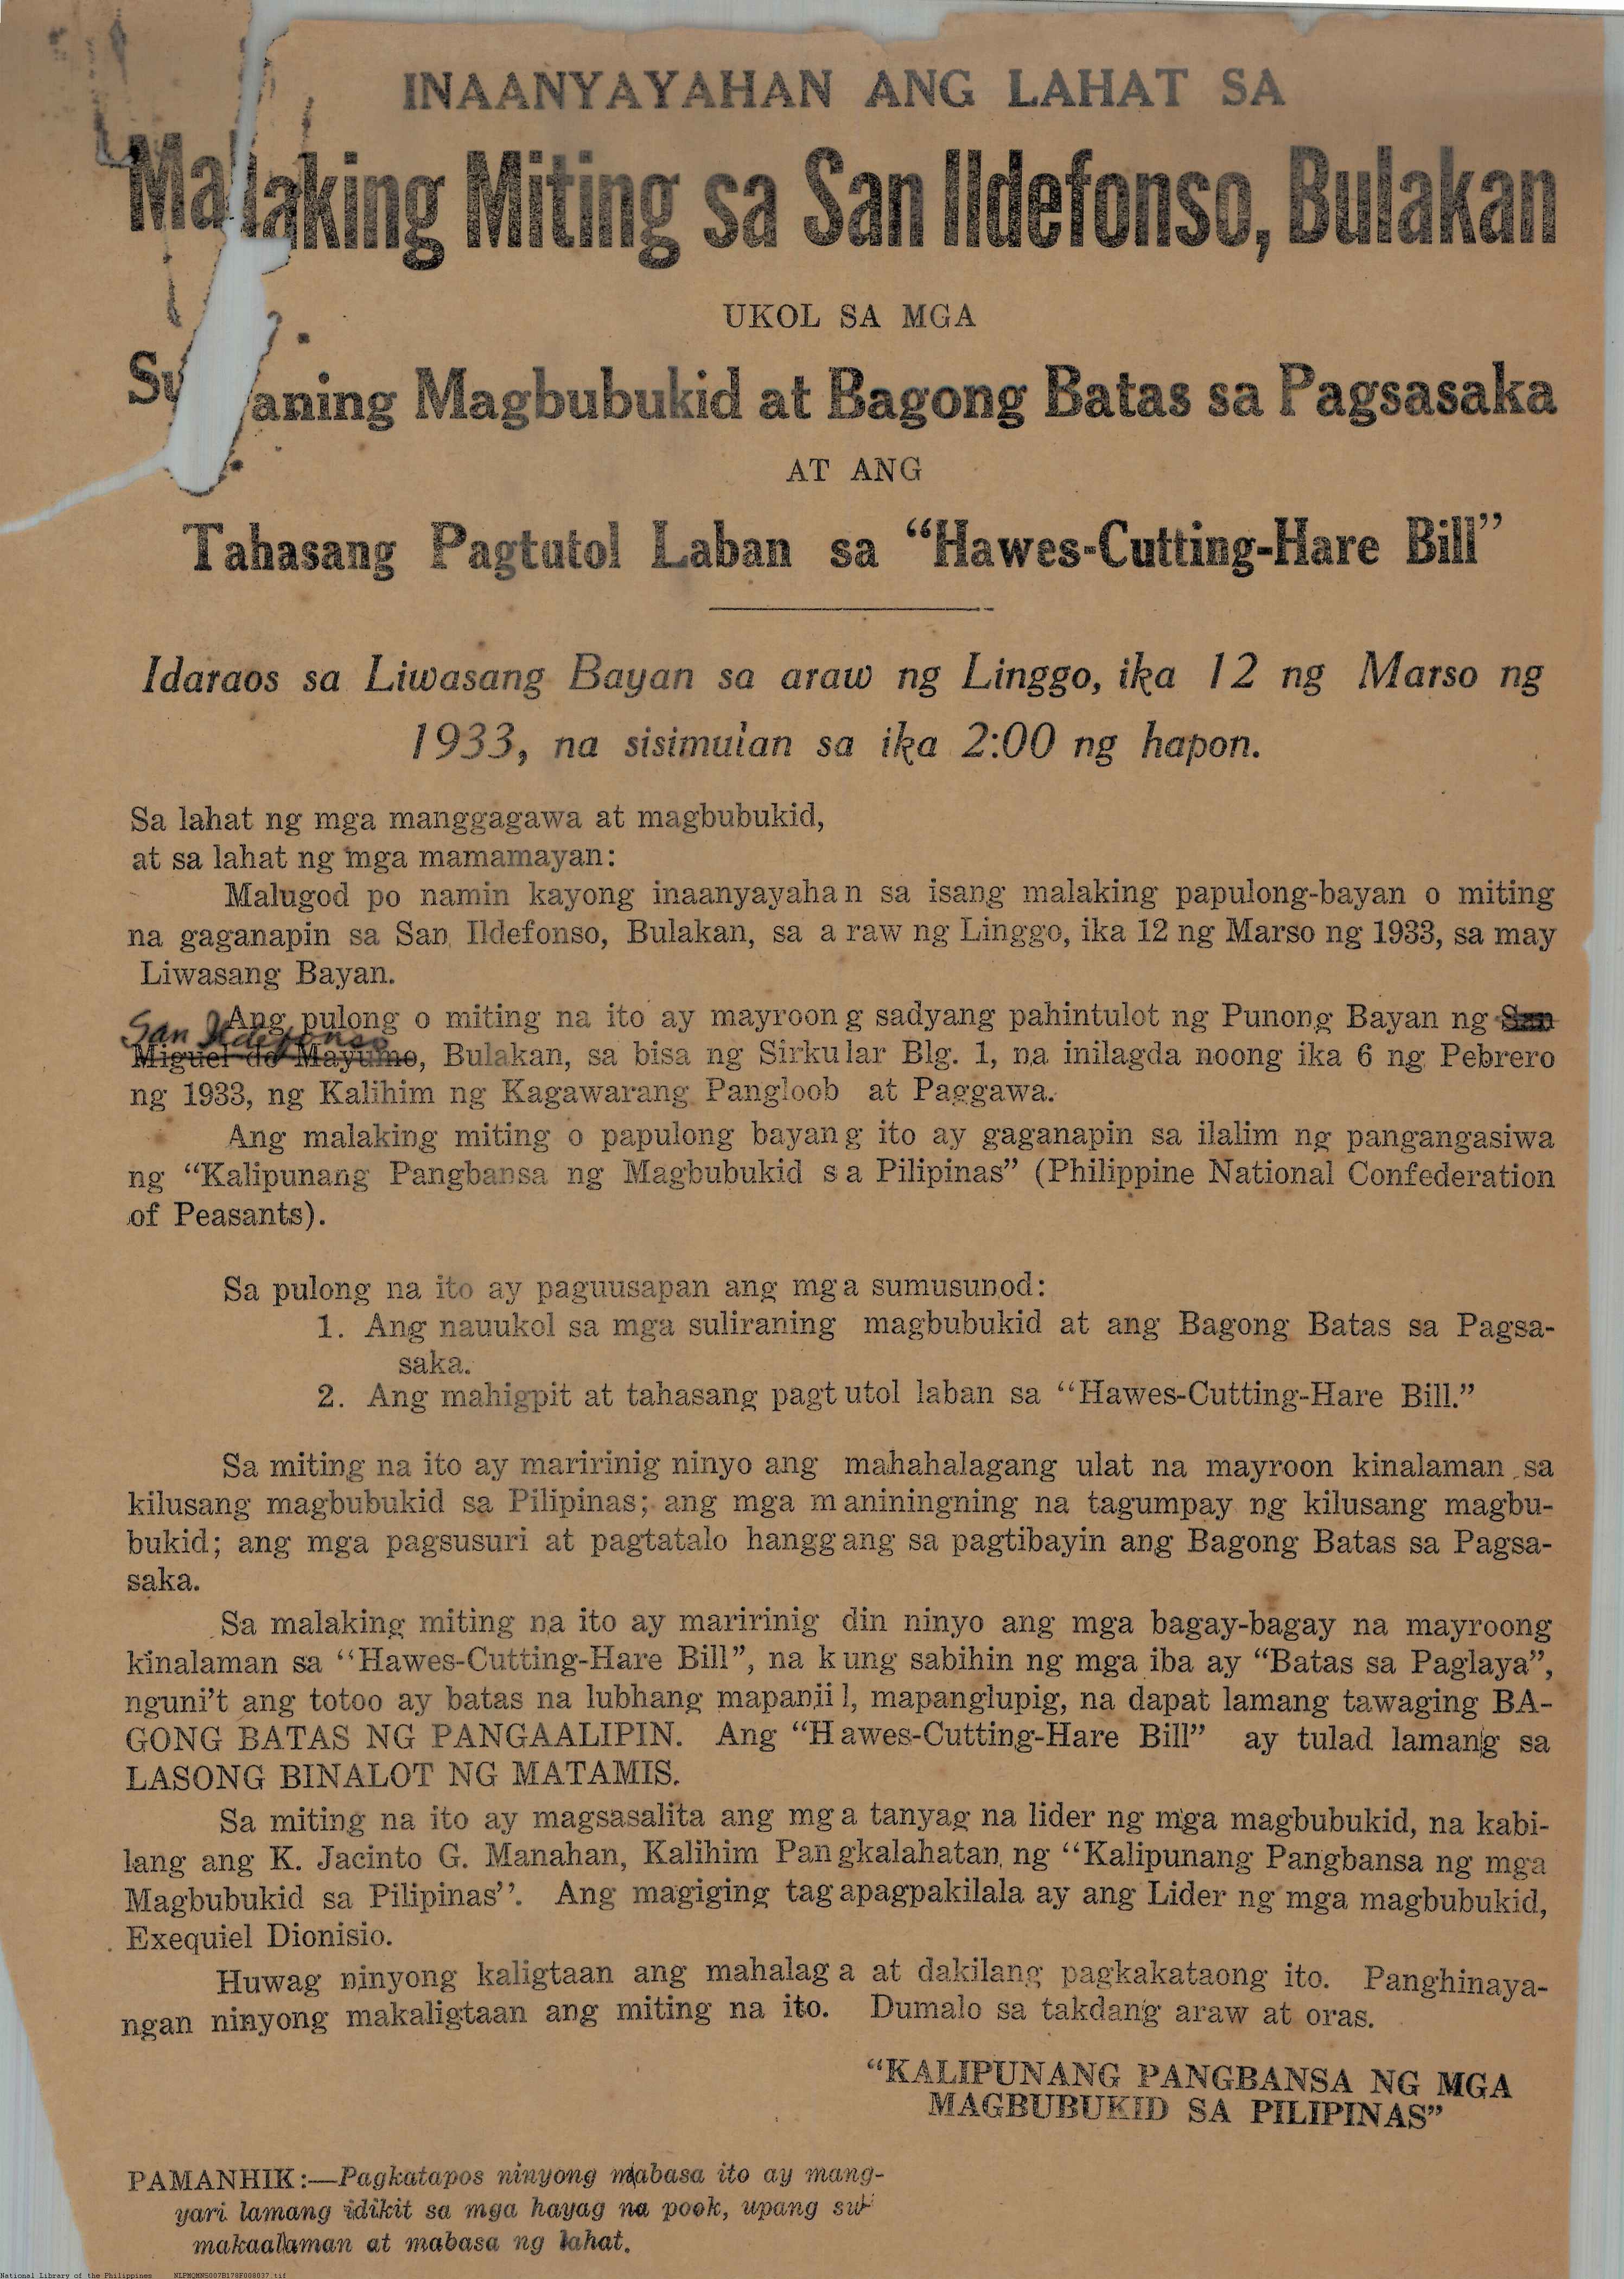 INAANYAYAHAN ANG LAHAT SA
Malaking Miting sa San Ildefonso, Bulakan
UKOL SA MGA
Magbubukid at Bagong Batas sa Pagsasaka
AT ANG
Tahasang Pagtutol Laban sa “Hawes-Cutting-Hare Bill”
Idaraos sa Liwasang Bayan sa araw ng Linggo, ika 12 ng Marso ng
1933, na sisimulan sa ika 2:00 ng hapon.
Sa lahat ng mga manggagawa at magbubukid,
at sa lahat ng mga mamamayan:
Malugod po namin kayong inaanyayahan sa isang malaking papulong-bayan o miting
na gaganapin sa San Ildefonso, Bulakan, sa araw ng Linggo, ika 12 ng Marso ng 1933, sa may
Liwasang Bayan.
Ang pulong o miting na ito ay mayroong sadyang pahintulot ng Punong Bayan ng San
San Ildefonso
Miguel de Mayumo, Bulakan, sa bisa ng Sirkular Blg. 1, na inilagda noong ika 6 ng Pebrero
ng 1933, ng Kalihim ng Kagawarang Pangloob at Paggawa.
Ang malaking miting o papulong bayang ito ay gaganapin sa ilalim ng pangangasiwa
ng “Kalipunang Pangbansa ng Magbubukid sa Pilipinas” (Philippine National Confederation
of Peasants).
Sa pulong na ito ay paguusapan ang mga sumusunod:
1. Ang nauukol sa mga suliraning magbubukid at ang Bagong Batas sa Pagsa-
saka.
2. Ang mahigpit at tahasang pagtutol laban sa “Hawes-Cutting-Hare Bill.”
Sa miting na ito ay maririnig ninyo ang mahahalagang ulat na mayroon kinalaman sa
kilusang magbubukid sa Pilipinas; ang mga maniningning na tagumpay ng kilusang magbu-
bukid; ang mga pagsusuri at pagtatalo hanggang sa pagtibayin ang Bagong Batas sa Pagsa-
saka.
Sa malaking miting na ito ay maririnig din ninyo ang mga bagay-bagay na mayroong
kinalaman sa “Hawes-Cutting-Hare Bill”, na kung sabihin ng mga iba ay “Batas sa Paglaya”,
nguni’t ang totoo ay batas na lubhang mapaniil, mapanglupig, na dapat lamang tawaging BA-
GONG BATAS NG PANGAALIPIN. Ang “Hawes-Cutting-Hare Bill” ay tulad lamang sa
LASONG BINALOT NG MATAMIS.
Sa miting na ito ay magsasalita ang mga tanyag na lider ng mga magbubukid, na kabi-
lang ang K. Jacinto G. Manahan, Kalihim Pangkalahatan ng “Kalipunang Pangbansa ng mga
Magbubukid sa Pilipinas”. Ang magiging tagapagpakilala ay ang Lider ng mga magbubukid,
Exequiel Dionisio.
Huwag ninyong kaligtaan ang mahalaga at dakilang pagkakataong ito. Panghinaya-
ngan ninyong makaligtaan ang miting na ito. Dumalo sa takdang araw at oras.
“KALIPUNANG PANGBANSA NG MGA
MAGBUBUKID SA PILIPINAS”
PAMANHIK:—Pagkatapos ninyong mabasa ito ay mang-
yari lamang idikit sa mga hayag na pook, upang
makaalaman at mabasa ng lahat.
National Library of the Philippines NLPMQMN5007B178F008037.tif